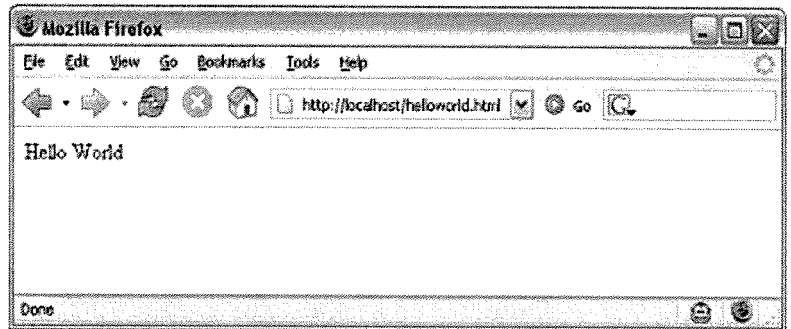 Mozilla Firefox
File Edit View Go Bookmarks Tools Help
http://localhost/helloworld.html Go G
Hello World
Done